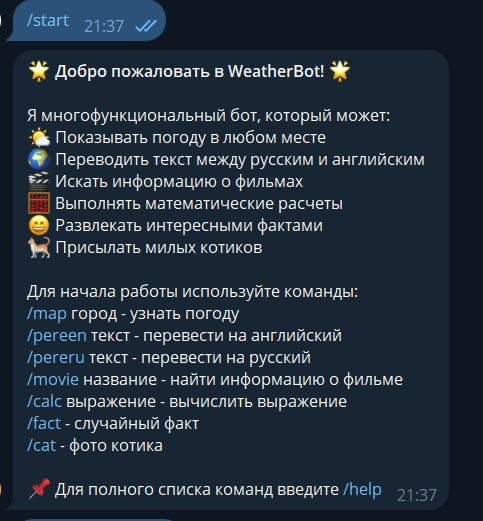 /start 21:37
🌟 Добро пожаловать в WeatherBot! 🌟
Я многофункциональный бот, который может:
🌤 Показывать погоду в любом месте
🌍 Переводить текст между русским и английским
🎬 Искать информацию о фильмах
🧮 Выполнять математические расчеты
😄 Развлекать интересными фактами
🐈 Присылать милых котиков
Для начала работы используйте команды:
/map город - узнать погоду
/pereen текст - перевести на английский
/pereru текст - перевести на русский
/movie название - найти информацию о фильме
/calc выражение - вычислить выражение
/fact - случайный факт
/cat - фото котика
📌 Для полного списка команд введите /help 21:37